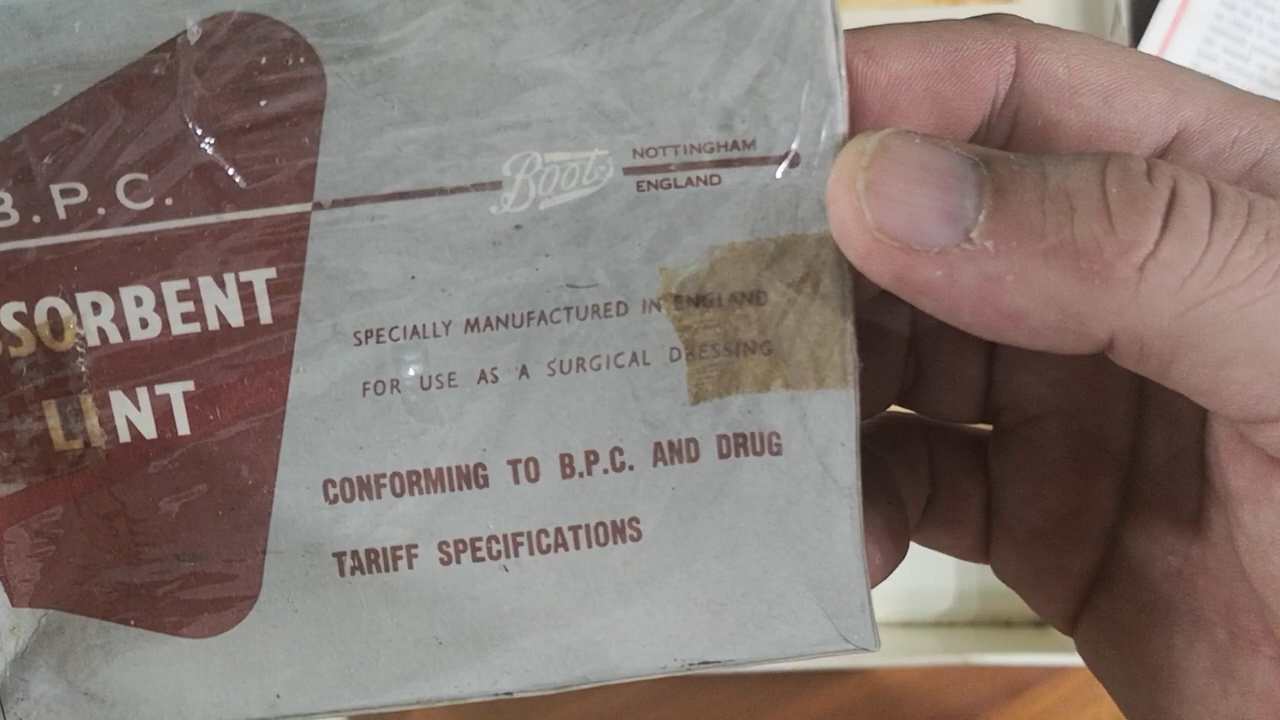 B.P.C.
SORBENT
LINT
Boots
NOTTINGHAM
ENGLAND
SPECIALLY MANUFACTURED IN ENGLAND
FOR USE AS A SURGICAL DRESSING
CONFORMING TO B.P.C. AND DRUG
TARIFF SPECIFICATIONS